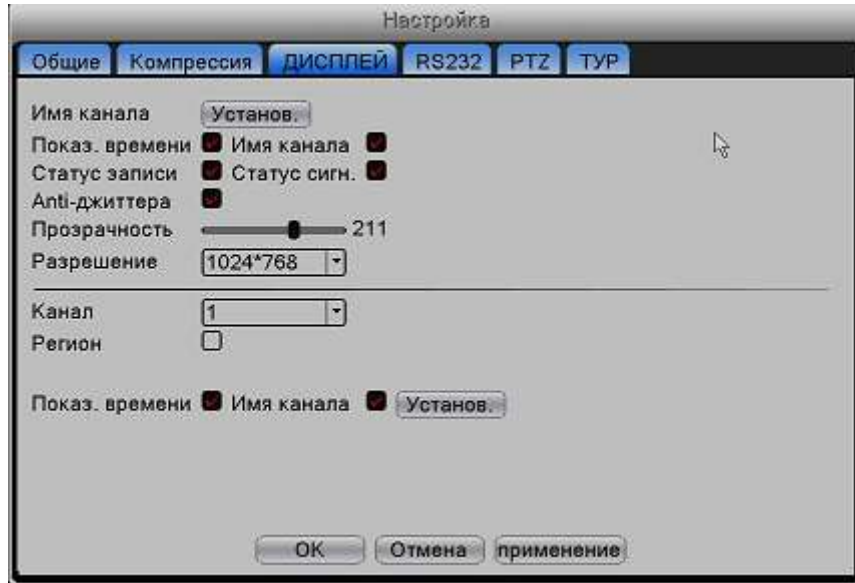 Настройка
Общие Компрессия ДИСПЛЕЙ RS232 PTZ ТУР
Имя канала Установ.
Показ. времени Имя канала
Статус записи Статус сигн.
Anti-джиттера
Прозрачность 211
Разрешение 1024*768
Канал 1
Регион
Показ. времени Имя канала Установ.
OK Отмена применение